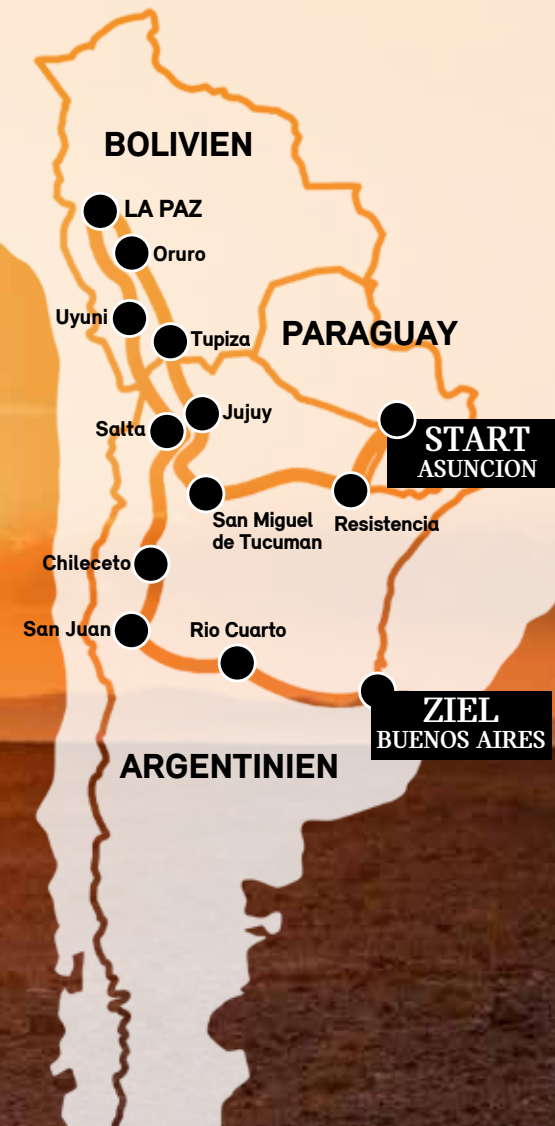 BOLIVIEN
LA PAZ
Oruro
Uyuni
PARAGUAY
Tupiza
Jujuy
Salta
START
ASUNCION
San Miguel
de Tucuman
Resistencia
Chileceto
San Juan
Rio Cuarto
ZIEL
BUENOS AIRES
ARGENTINIEN